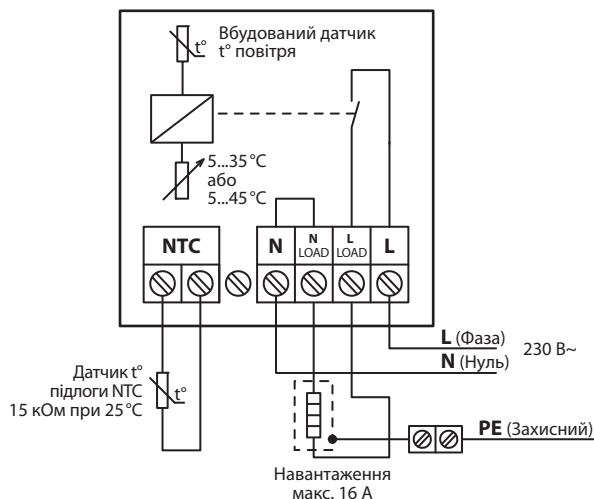 t°
Вбудований датчик
t° повітря
5...35 °C
або
5...45 °C
NTC
N
N
LOAD
L
LOAD
L
L (Фаза)
230 В~
N (Нуль)
Датчик t°
підлоги NTC
15 кОм при 25 °C
t°
PE (Захисний)
Навантаження
макс. 16 А